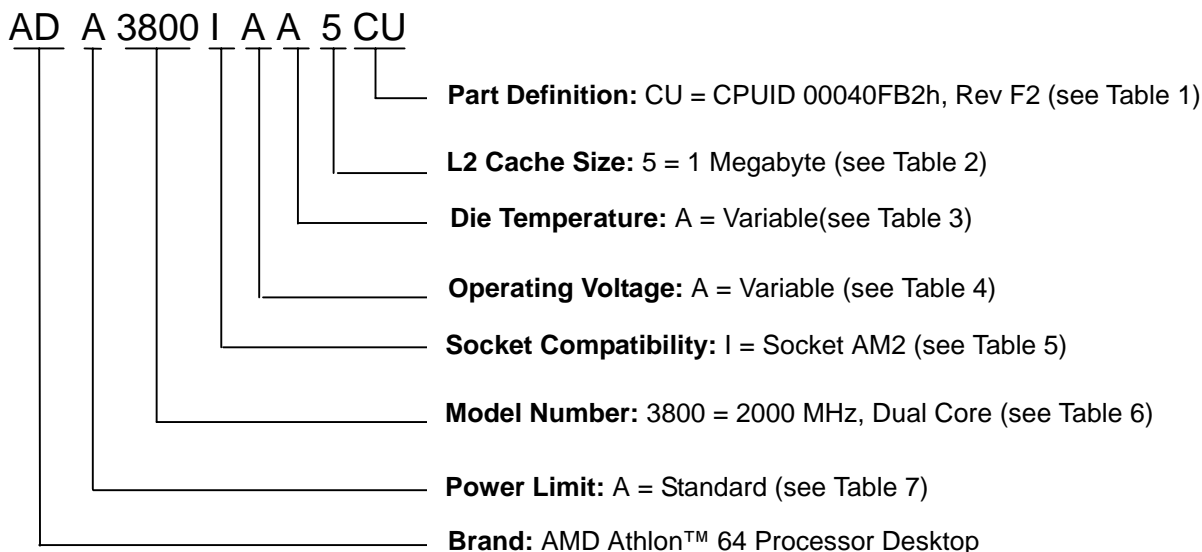 AD A 3800 I A A 5 CU
Part Definition: CU = CPUID 00040FB2h, Rev F2 (see Table 1)
L2 Cache Size: 5 = 1 Megabyte (see Table 2)
Die Temperature: A = Variable(see Table 3)
Operating Voltage: A = Variable (see Table 4)
Socket Compatibility: I = Socket AM2 (see Table 5)
Model Number: 3800 = 2000 MHz, Dual Core (see Table 6)
Power Limit: A = Standard (see Table 7)
Brand: AMD Athlon™ 64 Processor Desktop